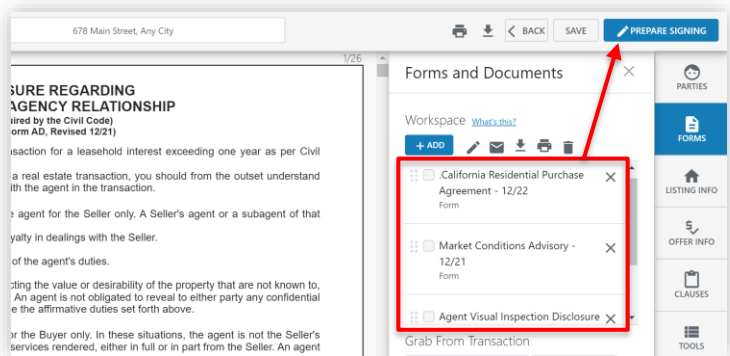 678 Main Street, Any City
BACK
SAVE
PREPARE SIGNING
1/26
SURE REGARDING
AGENCY RELATIONSHIP
uired by the Civil Code)
orm AD, Revised 12/21)
nsaction for a leasehold interest exceeding one year as per Civil
a real estate transaction, you should from the outset understand
ith the agent in the transaction.
e agent for the Seller only. A Seller's agent or a subagent of that
yalty in dealings with the Seller.
of the agent's duties.
cting the value or desirability of the property that are not known to,
An agent is not obligated to reveal to either party any confidential
e the affirmative duties set forth above.
or the Buyer only. In these situations, the agent is not the Seller's
services rendered, either in full or in part from the Seller. An agent
Forms and Documents
Workspace What's this?
+ ADD
.California Residential Purchase
Agreement - 12/22
Form
Market Conditions Advisory -
12/21
Form
Agent Visual Inspection Disclosure
Grab From Transaction
PARTIES
FORMS
LISTING INFO
OFFER INFO
CLAUSES
TOOLS